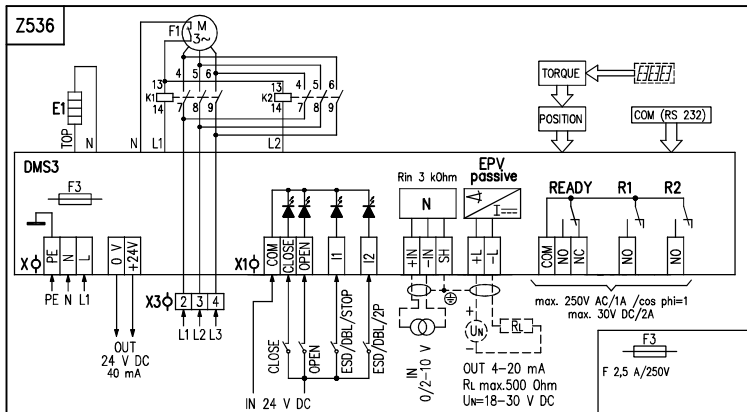 Z536
F1
M
3~
E1
TOP
N
N
K1
13
14
4 5 6
7 8 9
L1
K2
13
14
4 5 6
7 8 9
L2
TORQUE
POSITION
COM (RS 232)
DMS3
F3
Rin 3 kOhm
N
EPV
passive
I
READY R1 R2
X
PE
N
L
0 V
+24V
PE N L1
OUT
24 V DC
40 mA
X3
2 3 4
L1 L2 L3
X1
COM
CLOSE
OPEN
I1
I2
CLOSE
OPEN
ESD/DBL/STOP
ESD/DBL/2P
IN 24 V DC
+IN
-IN
SH
IN
0/2-10 V
+L
-L
+
UN
-
RL
OUT 4-20 mA
RL max.500 Ohm
UN=18-30 V DC
COM
NO
NC
NO
NO
max. 250V AC/1A /cos phi=1
max. 30V DC/2A
F3
F 2,5 A/250V